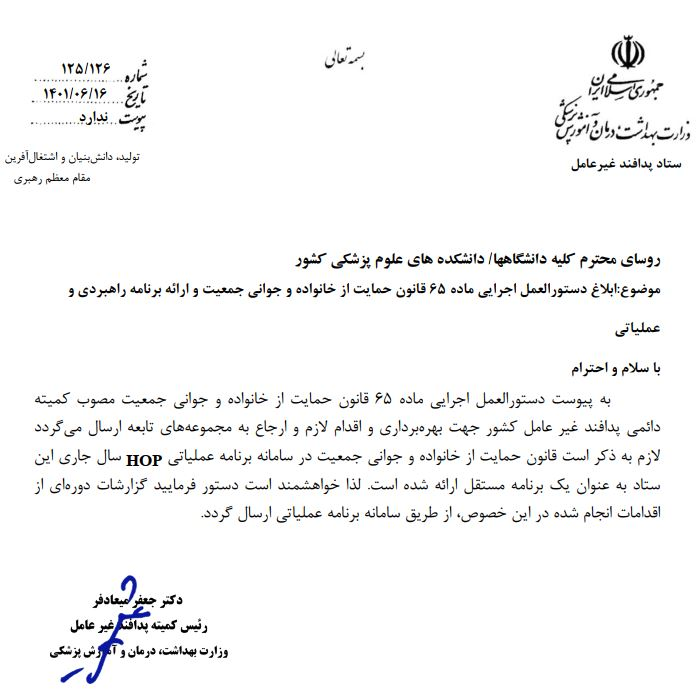 بسمه تعالی
جمهوری اسلامی ایران
وزارت بهداشت، درمان و آموزش پزشکی
ستاد پدافند غیرعامل
شماره ۱۲۵/۱۲۶
تاریخ ۱۴۰۱/۰۶/۱۶
پیوست ندارد
تولید، دانش‌بنیان و اشتغال‌آفرین
مقام معظم رهبری
روسای محترم کلیه دانشگاهها/ دانشکده های علوم پزشکی کشور
موضوع:ابلاغ دستورالعمل اجرایی ماده ۶۵ قانون حمایت از خانواده و جوانی جمعیت و ارائه برنامه راهبردی و
عملیاتی
با سلام و احترام
به پیوست دستورالعمل اجرایی ماده ۶۵ قانون حمایت از خانواده و جوانی جمعیت مصوب کمیته
دائمی پدافند غیر عامل کشور جهت بهره‌برداری و اقدام لازم و ارجاع به مجموعه‌های تابعه ارسال می‌گردد
لازم به ذکر است قانون حمایت از خانواده و جوانی جمعیت در سامانه برنامه عملیاتی HOP سال جاری این
ستاد به عنوان یک برنامه مستقل ارائه شده است. لذا خواهشمند است دستور فرمایید گزارشات دوره‌ای از
اقدامات انجام شده در این خصوص، از طریق سامانه برنامه عملیاتی ارسال گردد.
دکتر جعفر میعادفر
رئیس کمیته پدافند غیر عامل
وزارت بهداشت، درمان و آموزش پزشکی